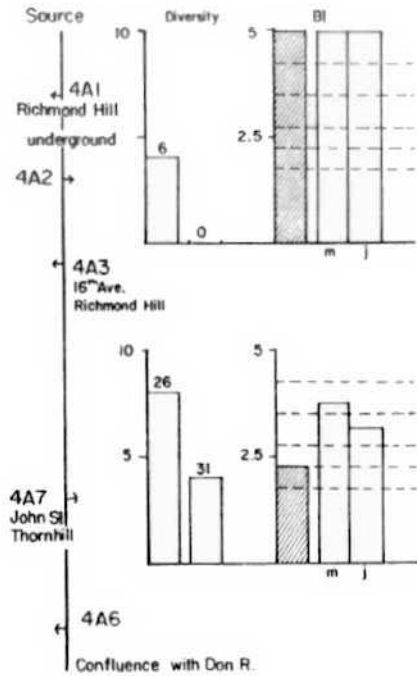 Source
4A1
Richmond Hill
underground
4A2
4A3
16th Ave.
Richmond Hill
4A7
John St
Thornhill
4A6
Confluence with Don R.
Diversity
10
6
0
BI
5
2.5
m j
10
5
26
31
5
2.5
m j